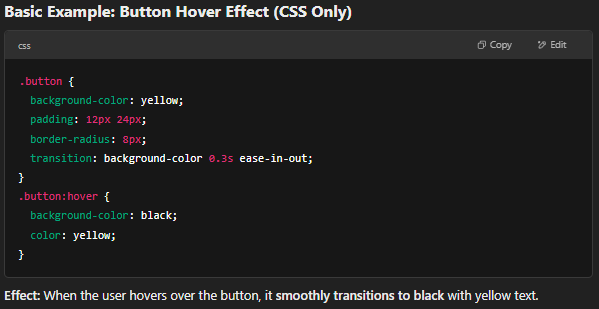 Basic Example: Button Hover Effect (CSS Only)
css Copy Edit
.button {
  background-color: yellow;
  padding: 12px 24px;
  border-radius: 8px;
  transition: background-color 0.3s ease-in-out;
}
.button:hover {
  background-color: black;
  color: yellow;
}
Effect: When the user hovers over the button, it smoothly transitions to black with yellow text.